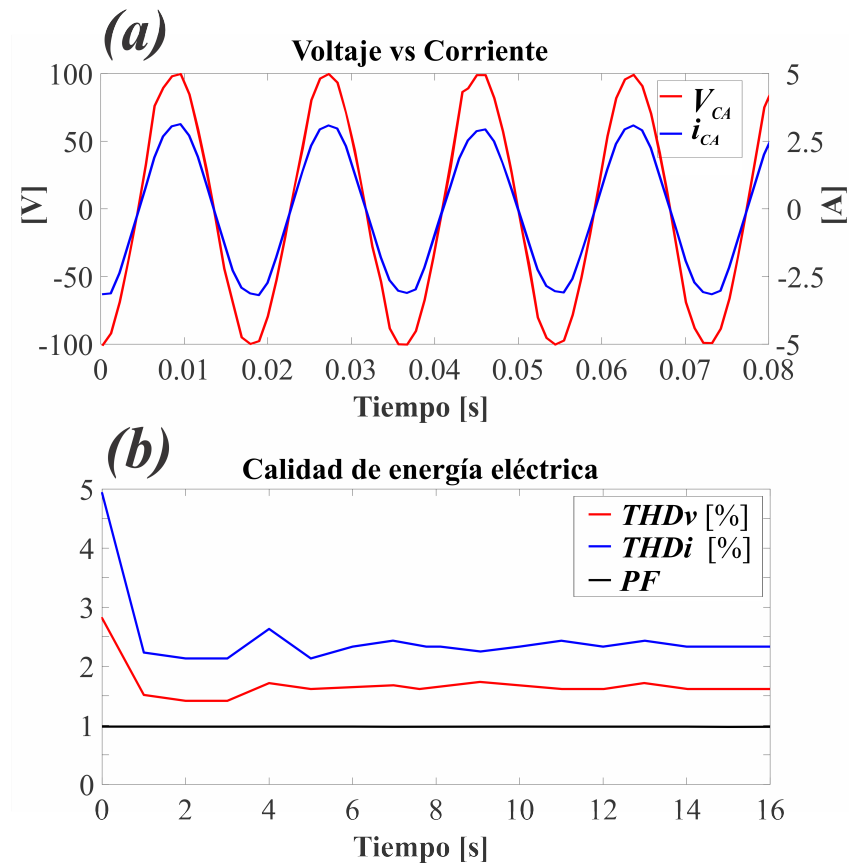 (a)
Voltaje vs Corriente
100
50
0
-50
-100
[V]
5
2.5
0
-2.5
-5
[A]
V_CA
i_CA
0 0.01 0.02 0.03 0.04 0.05 0.06 0.07 0.08
Tiempo [s]
(b)
Calidad de energía eléctrica
5
4
3
2
1
0
THDv [%]
THDi [%]
PF
0 2 4 6 8 10 12 14 16
Tiempo [s]